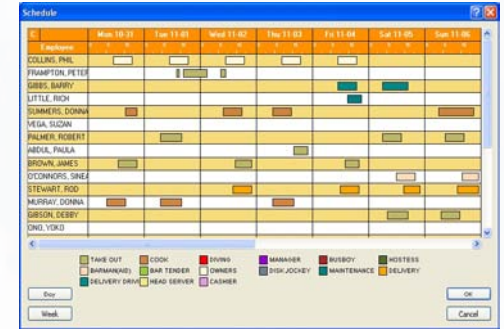 Schedule
C Mon 10-31 Tue 11-01 Wed 11-02 Thu 11-03 Fri 11-04 Sat 11-05 Sun 11-06
Employee
COLLINS, PHIL
FRAMPTON, PETER
GIBBS, BARRY
LITTLE, RICH
SUMMERS, DONNA
VEGA, SUZAN
PALMER, ROBERT
ABDUL, PAULA
BROWN, JAMES
O'CONNORS, SINEA
STEWART, ROD
MURRAY, DONNA
GIBSON, DEBBY
ONO, YOKO
TAKE OUT COOK DIVING MANAGER BUSBOY HOSTESS
BARMAN(AID) BAR TENDER OWNERS DISK JOCKEY MAINTENANCE DELIVERY
DELIVERY DRIVE HEAD SERVER CASHIER
Day OK
Week Cancel